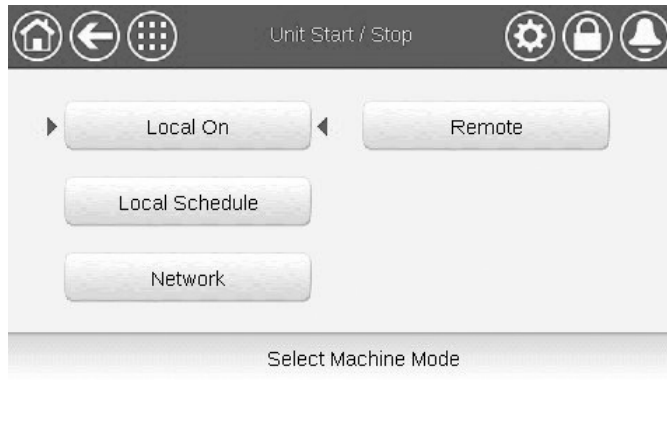 Unit Start / Stop
Local On
Remote
Local Schedule
Network
Select Machine Mode